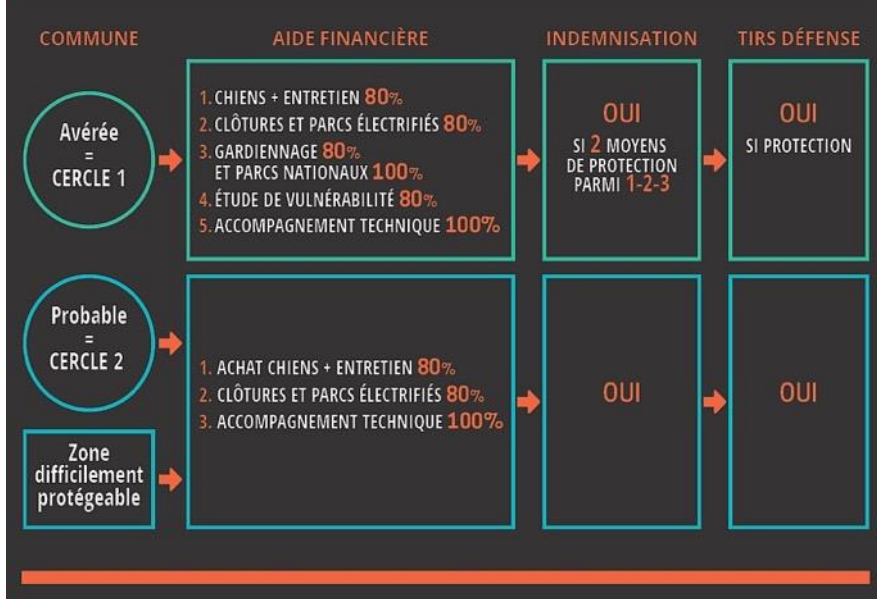 COMMUNE
AIDE FINANCIÈRE
INDEMNISATION
TIRS DÉFENSE
Avérée
=
CERCLE 1
1. CHIENS + ENTRETIEN 80%
2. CLÔTURES ET PARCS ÉLECTRIFIÉS 80%
3. GARDIENNAGE 80%
ET PARCS NATIONAUX 100%
4. ÉTUDE DE VULNÉRABILITÉ 80%
5. ACCOMPAGNEMENT TECHNIQUE 100%
OUI
SI 2 MOYENS
DE PROTECTION
PARMI 1-2-3
OUI
SI PROTECTION
Probable
=
CERCLE 2
Zone
difficilement
protégeable
1. ACHAT CHIENS + ENTRETIEN 80%
2. CLÔTURES ET PARCS ÉLECTRIFIÉS 80%
3. ACCOMPAGNEMENT TECHNIQUE 100%
OUI
OUI